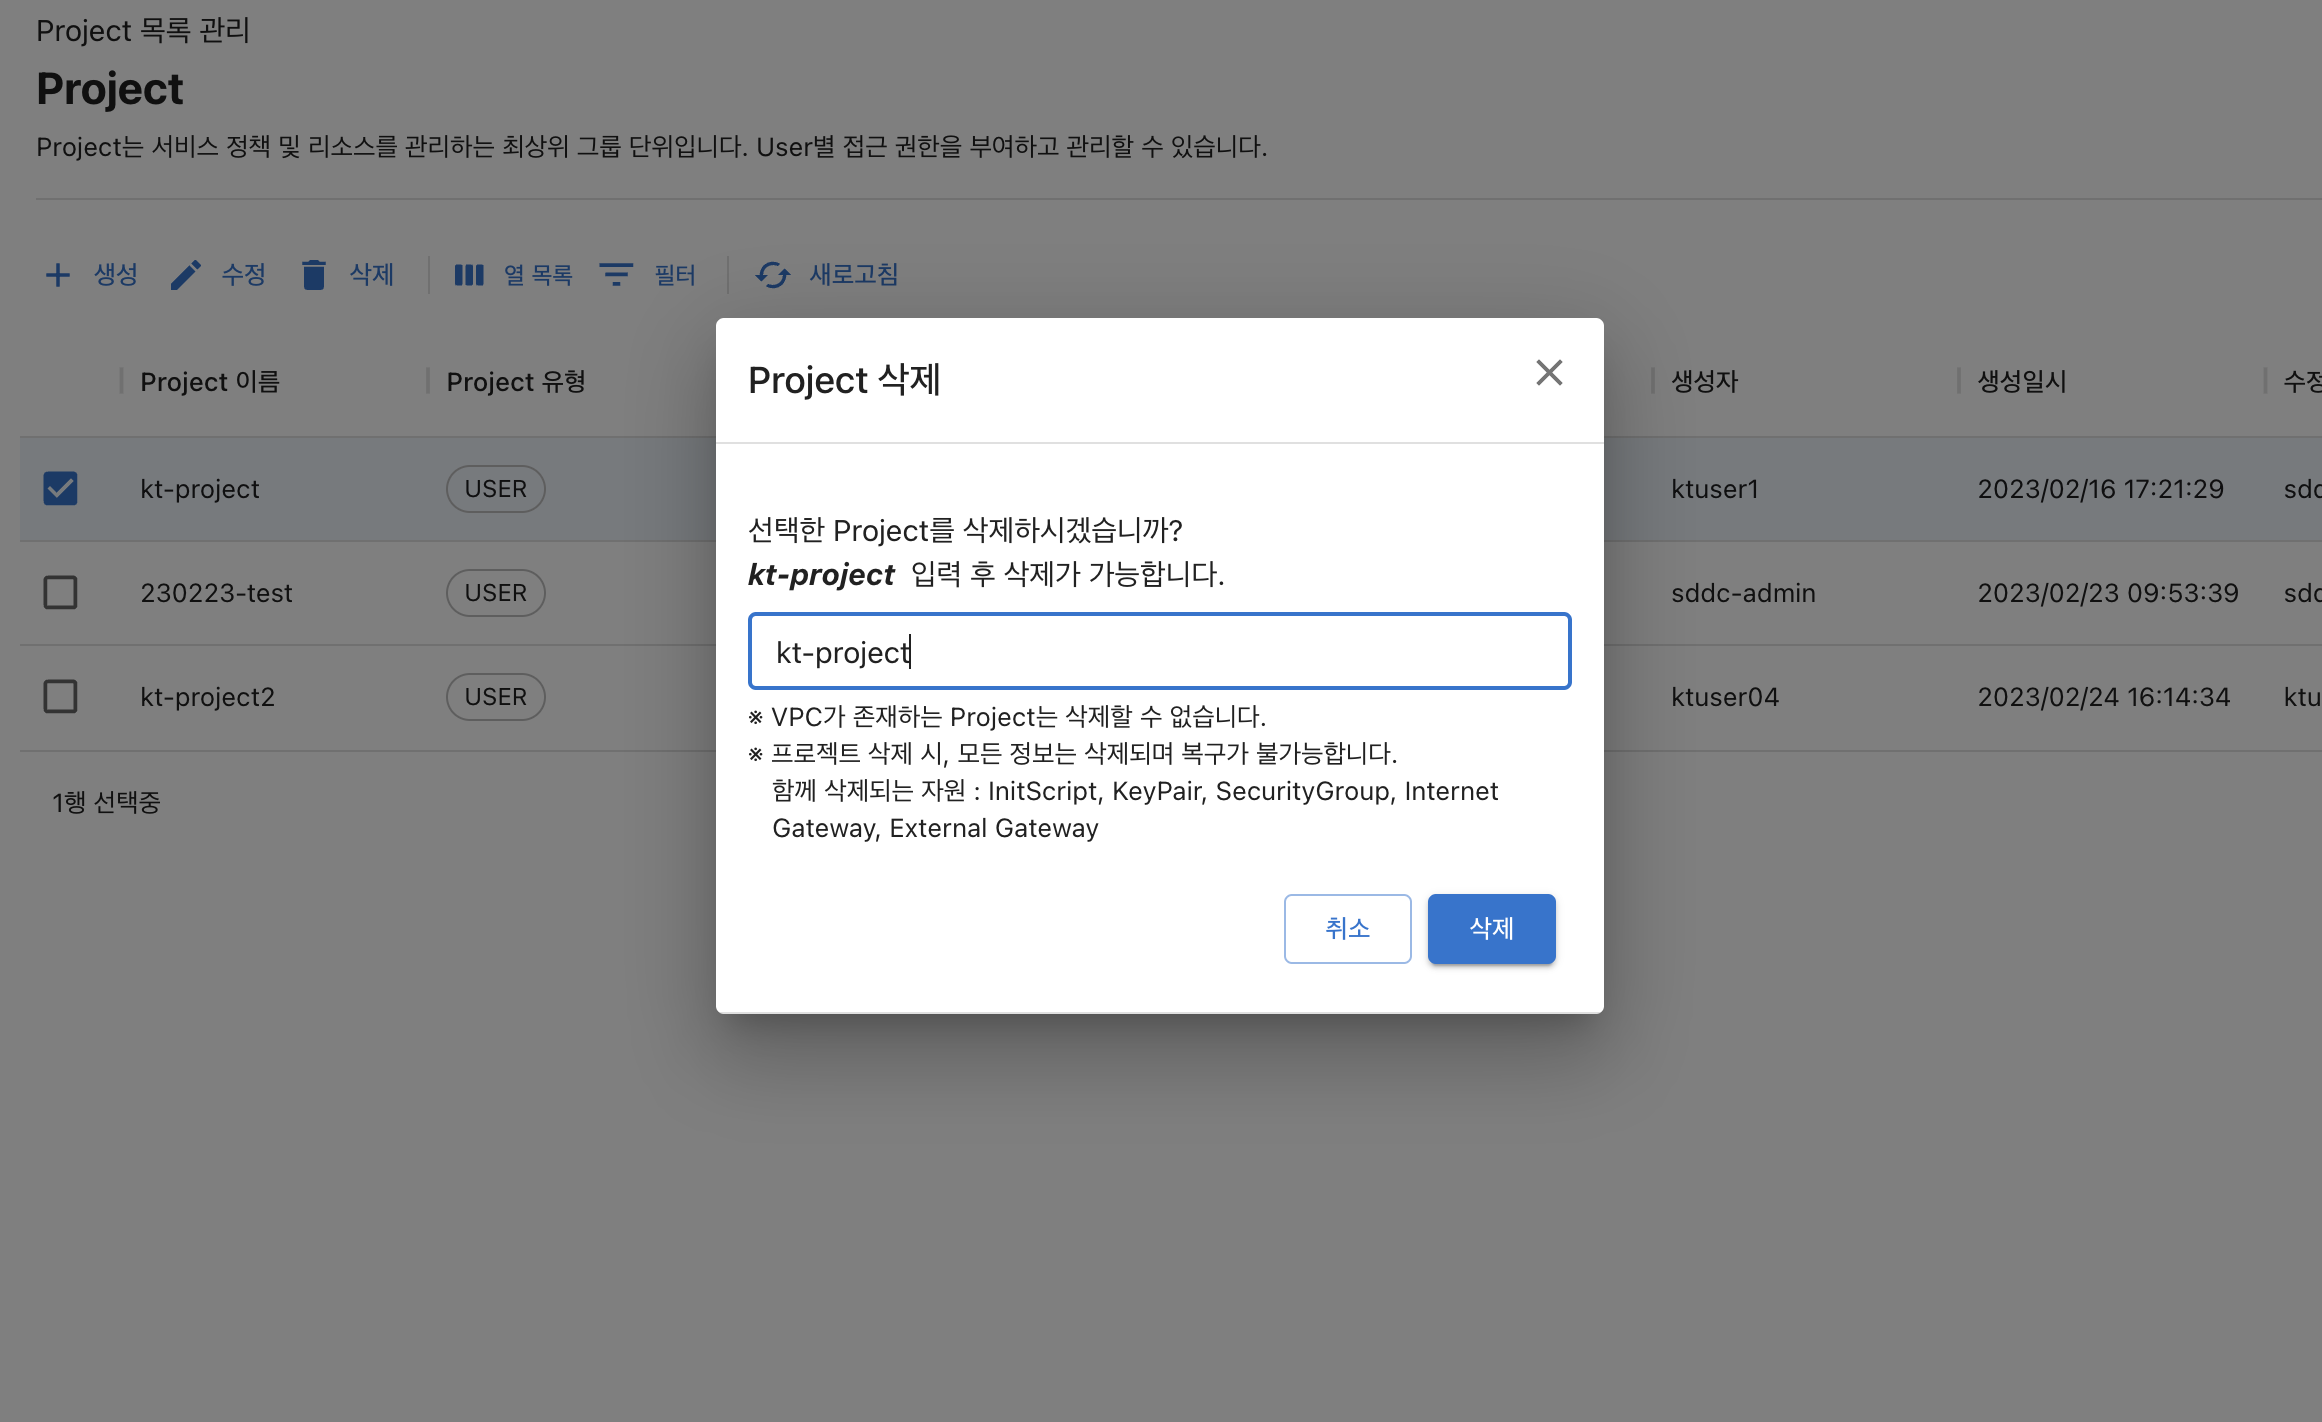 Project 목록 관리
Project
Project는 서비스 정책 및 리소스를 관리하는 최상위 그룹 단위입니다. User별 접근 권한을 부여하고 관리할 수 있습니다.
생성 수정 삭제 열 목록 필터 새로고침
Project 이름 Project 유형 생성자 생성일시 수정
kt-project USER ktuser1 2023/02/16 17:21:29 sdd
230223-test USER sddc-admin 2023/02/23 09:53:39 sdd
kt-project2 USER ktuser04 2023/02/24 16:14:34 ktu
1행 선택중
Project 삭제
선택한 Project를 삭제하시겠습니까?
kt-project 입력 후 삭제가 가능합니다.
kt-project
※ VPC가 존재하는 Project는 삭제할 수 없습니다.
※ 프로젝트 삭제 시, 모든 정보는 삭제되며 복구가 불가능합니다.
함께 삭제되는 자원 : InitScript, KeyPair, SecurityGroup, Internet
Gateway, External Gateway
취소 삭제